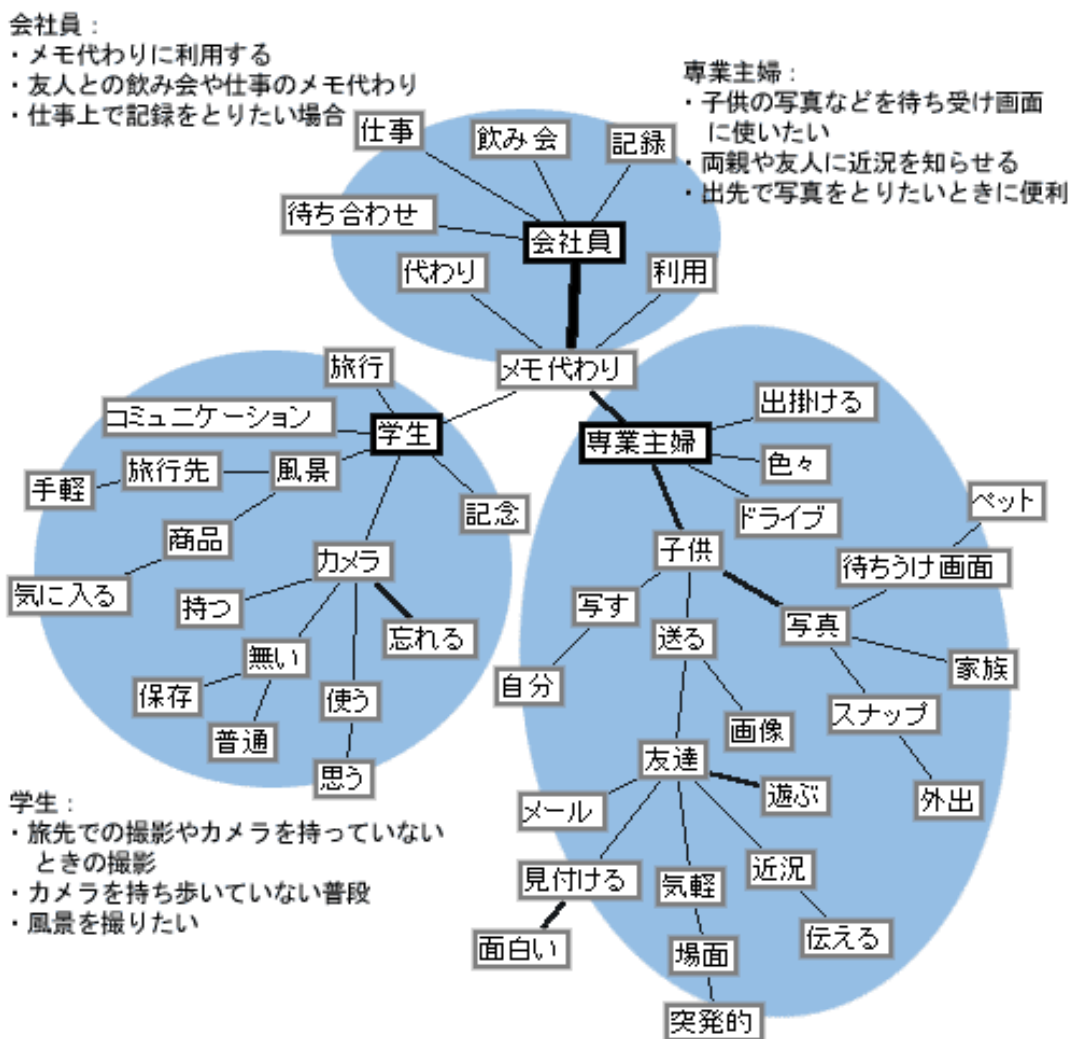 会社員：
・メモ代わりに利用する
・友人との飲み会や仕事のメモ代わり
・仕事上で記録をとりたい場合
専業主婦：
・子供の写真などを待ち受け画面
に使いたい
・両親や友人に近況を知らせる
・出先で写真をとりたいときに便利
仕事
飲み会
記録
待ち合わせ
会社員
代わり
利用
メモ代わり
旅行
コミュニケーション
学生
手軽
旅行先
風景
記念
商品
カメラ
気に入る
持つ
忘れる
無い
保存
使う
普通
思う
出掛ける
専業主婦
色々
ドライブ
ペット
子供
待ちうけ画面
写す
送る
写真
自分
家族
画像
スナップ
友達
遊ぶ
外出
メール
見付ける
気軽
近況
面白い
場面
伝える
突発的
学生：
・旅先での撮影やカメラを持っていない
ときの撮影
・カメラを持ち歩いていない普段
・風景を撮りたい